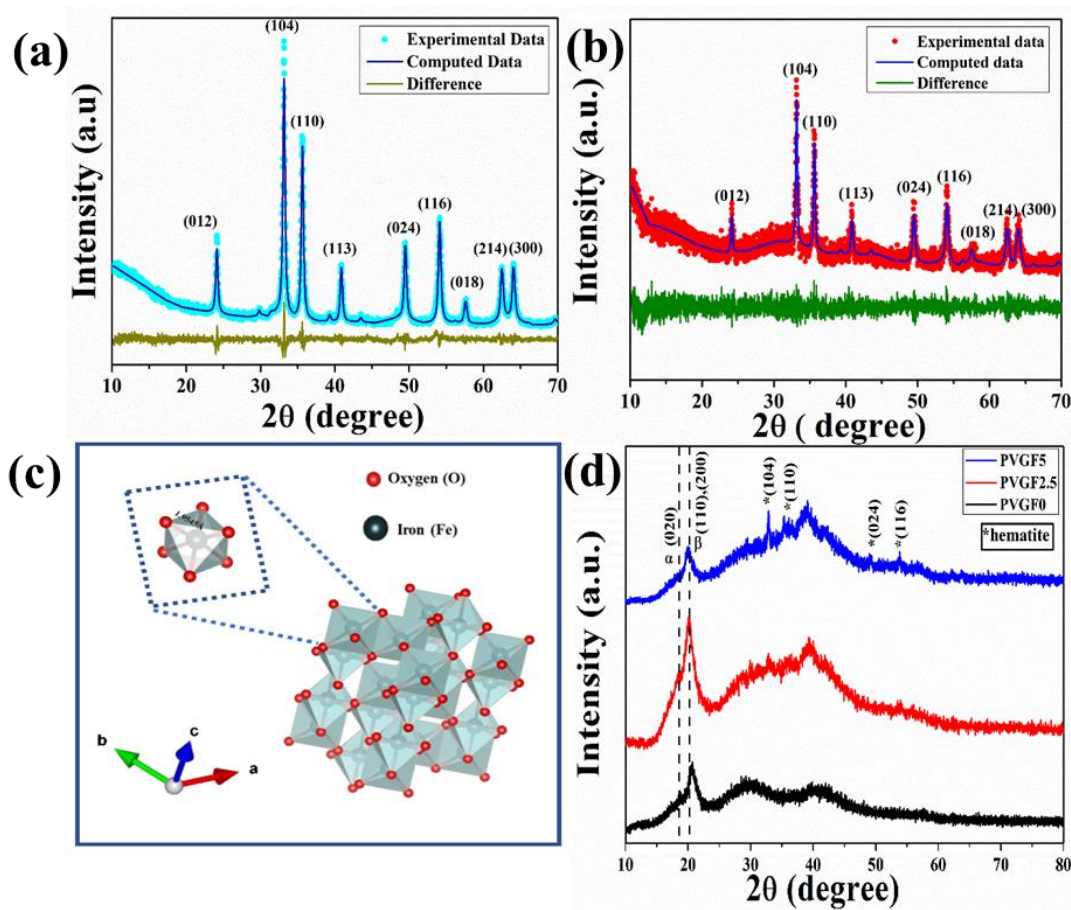 (a)
Experimental Data
Computed Data
Difference
(012)
(104)
(110)
(113)
(024)
(116)
(018)
(214)
(300)
Intensity (a.u)
10
20
30
40
50
60
70
2θ (degree)
(b)
Experimental data
Computed data
Difference
(012)
(104)
(110)
(113)
(024)
(116)
(018)
(214)
(300)
Intensity (a.u.)
10
20
30
40
50
60
70
2θ ( degree)
(c)
Oxygen (O)
Iron (Fe)
b
c
a
(d)
PVGF5
PVGF2.5
PVGF0
*hematite
α (020)
β (110),(200)
*(104)
*(110)
*(024)
*(116)
Intensity (a.u.)
10
20
30
40
50
60
70
80
2θ (degree)